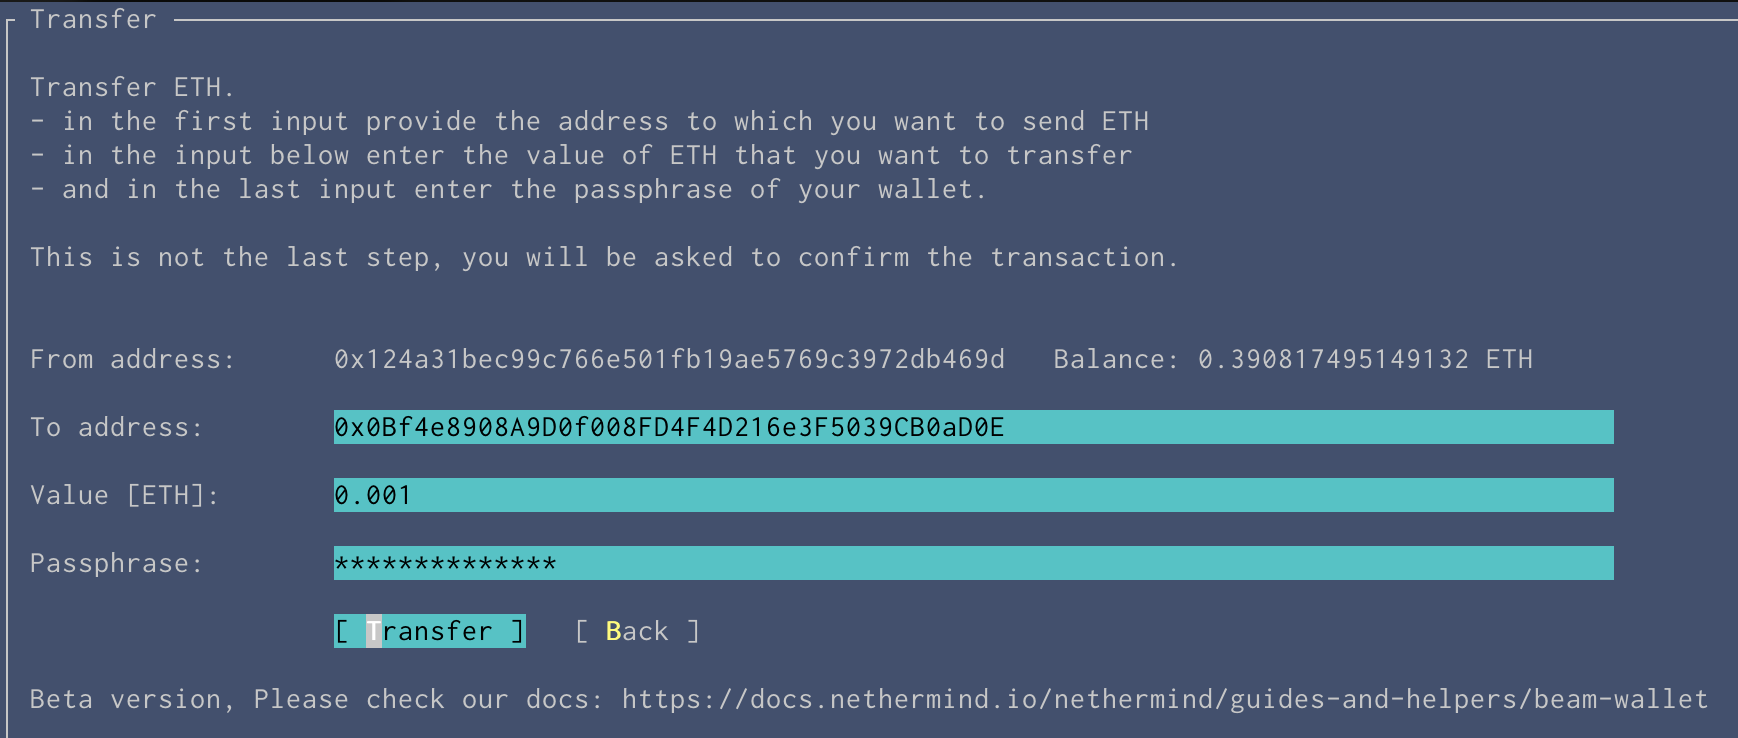 Transfer
Transfer ETH.
- in the first input provide the address to which you want to send ETH
- in the input below enter the value of ETH that you want to transfer
- and in the last input enter the passphrase of your wallet.
This is not the last step, you will be asked to confirm the transaction.
From address: 0x124a31bec99c766e501fb19ae5769c3972db469d Balance: 0.390817495149132 ETH
To address: 0x0Bf4e8908A9D0f008FD4F4D216e3F5039CB0aD0E
Value [ETH]: 0.001
Passphrase: **************
[ Transfer ] [ Back ]
Beta version, Please check our docs: https://docs.nethermind.io/nethermind/guides-and-helpers/beam-wallet